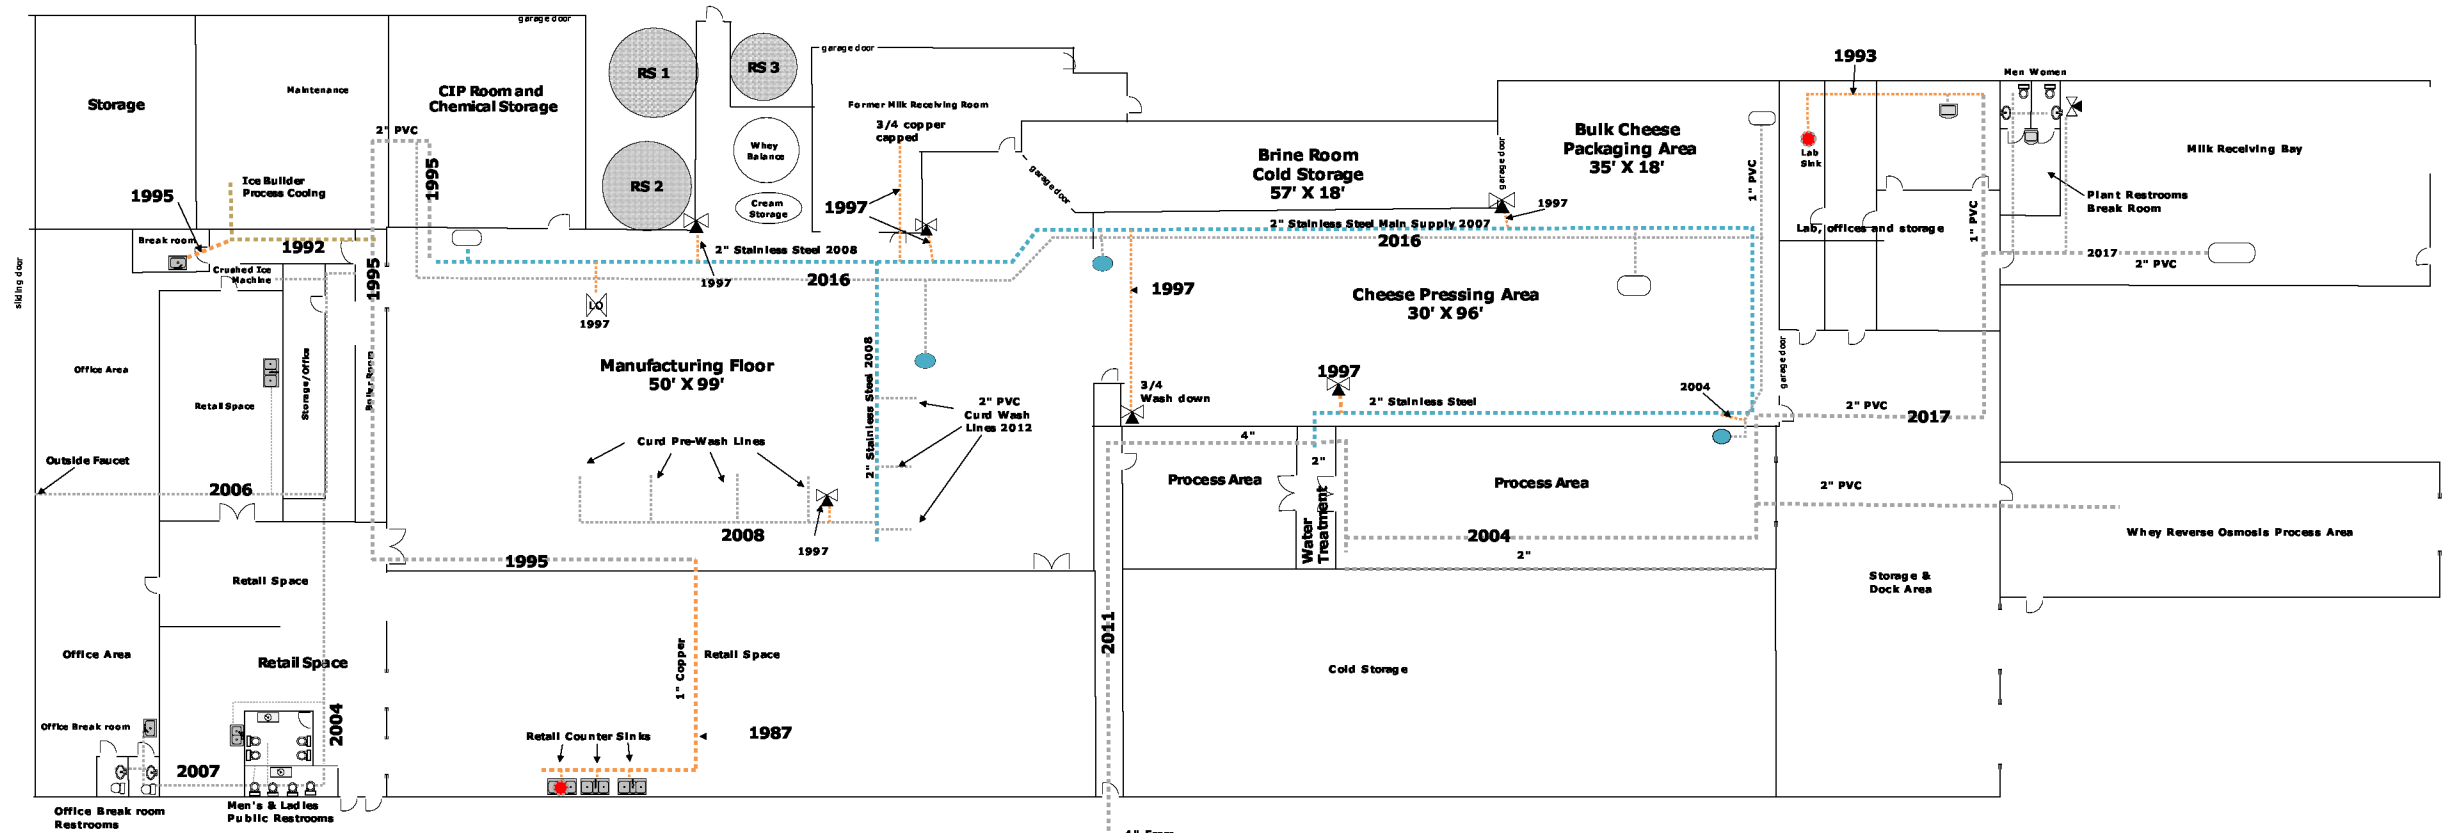 garage door
Storage
Maintenance
CIP Room and
Chemical Storage
RS 1
RS 2
RS 3
Whey
Balance
Cream
Storage
garage door
Former Milk Receiving Room
3/4 copper
capped
1997
garage door
Brine Room
Cold Storage
57' X 18'
garage door
Bulk Cheese
Packaging Area
35' X 18'
1" PVC
1993
Lab
Sink
Men Women
Milk Receiving Bay
Plant Restrooms
Break Room
1" PVC
Lab, offices and storage
2017
2" PVC
2" PVC
1995
Ice Builder
Process Cooing
1995
Break room
1992
Crushed Ice
Machine
1995
sliding door
2" Stainless Steel 2008
1997
2016
LO
1997
2" Stainless Steel Main Supply 2007
2016
1997
1997
Cheese Pressing Area
30' X 96'
Manufacturing Floor
50' X 99'
2" Stainless Steel 2008
2" PVC
Curd Wash
Lines 2012
3/4
Wash down
1997
2" Stainless Steel
2004
garage door
2" PVC
2017
Office Area
Retail Space
Storage/Office
Boiler Room
Curd Pre-Wash Lines
Outside Faucet
2006
2008
1997
4"
2"
Process Area
Water
Treatment
Process Area
2004
2"
2" PVC
Whey Reverse Osmosis Process Area
1995
Retail Space
Storage &
Dock Area
Office Area
Retail Space
1" Copper
Retail Space
2011
Cold Storage
Office Break room
2004
Retail Counter Sinks
1987
2007
Office Break room
Restrooms
Men's & Ladies
Public Restrooms